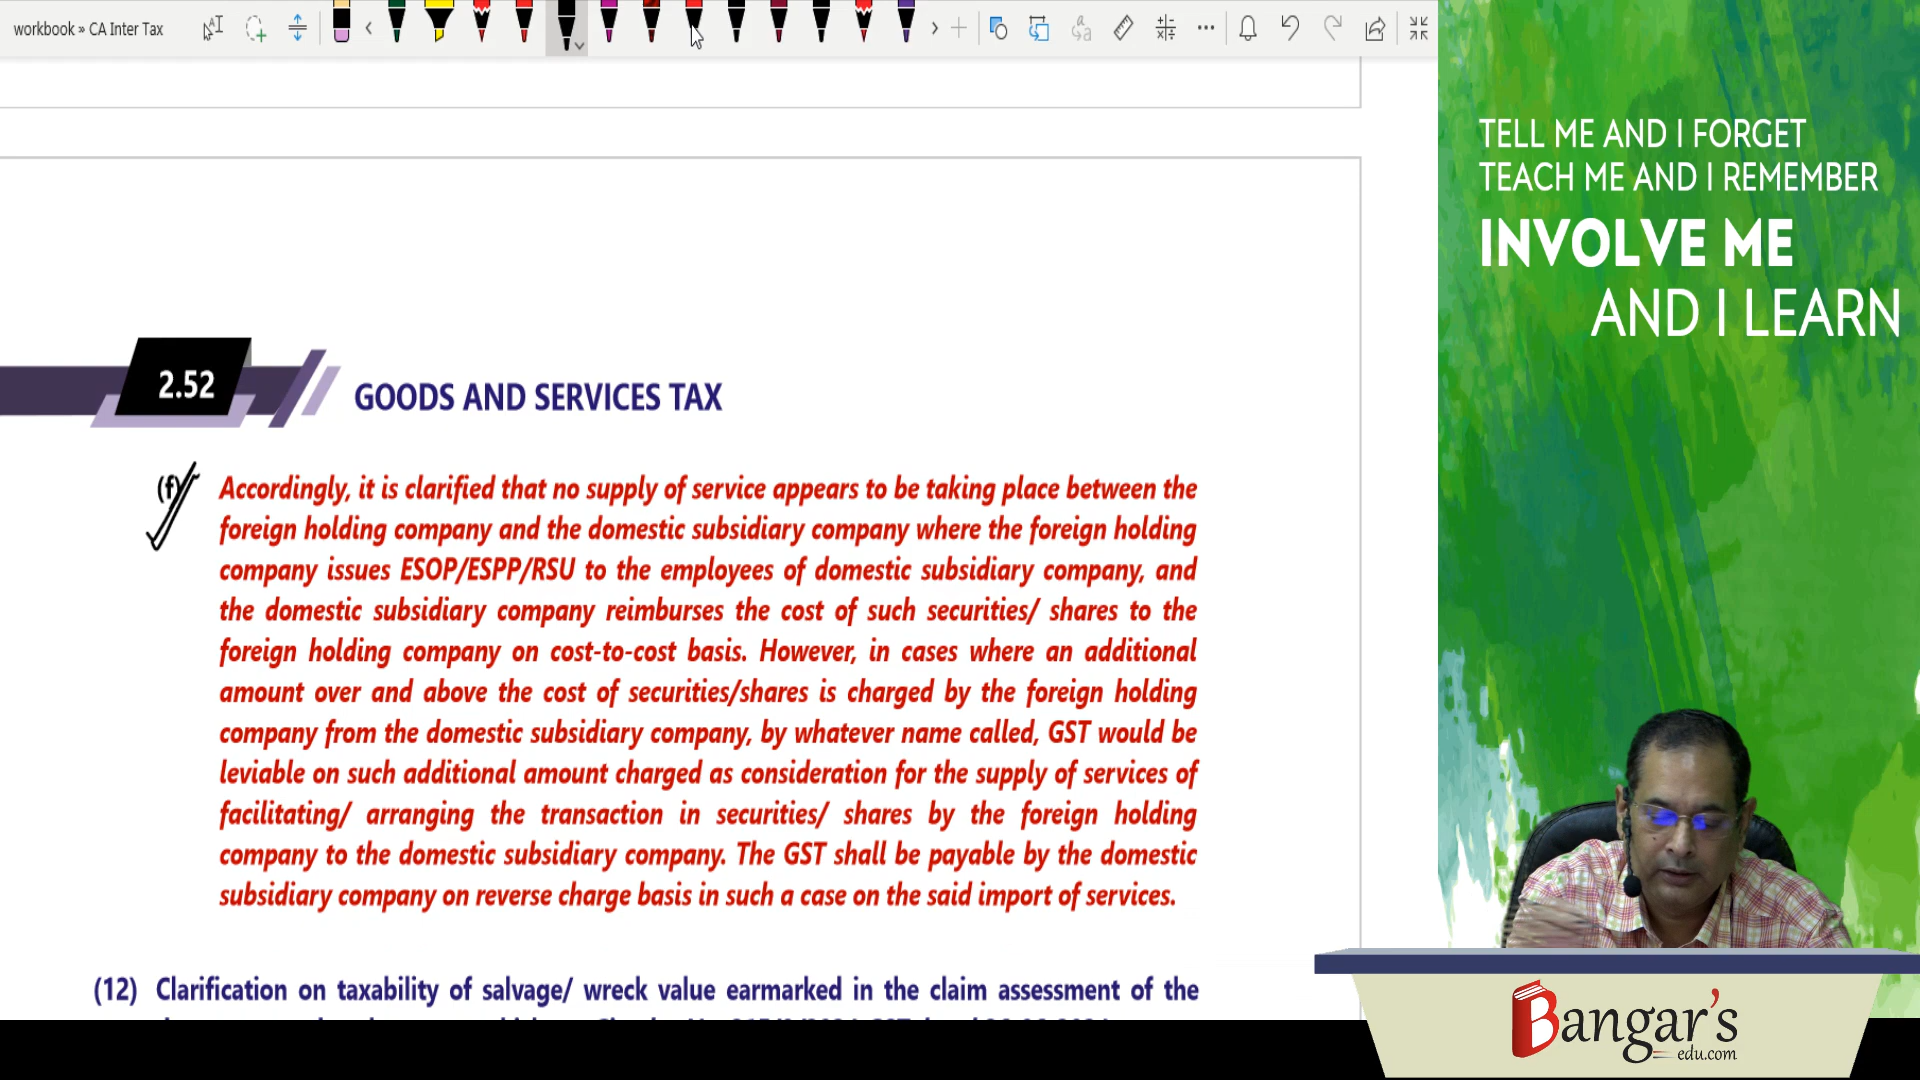 workbook » CA Inter Tax
TELL ME AND I FORGET
TEACH ME AND I REMEMBER
INVOLVE ME
AND I LEARN
2.52
GOODS AND SERVICES TAX
(f) Accordingly, it is clarified that no supply of service appears to be taking place between the
foreign holding company and the domestic subsidiary company where the foreign holding
company issues ESOP/ESPP/RSU to the employees of domestic subsidiary company, and
the domestic subsidiary company reimburses the cost of such securities/ shares to the
foreign holding company on cost-to-cost basis. However, in cases where an additional
amount over and above the cost of securities/shares is charged by the foreign holding
company from the domestic subsidiary company, by whatever name called, GST would be
leviable on such additional amount charged as consideration for the supply of services of
facilitating/ arranging the transaction in securities/ shares by the foreign holding
company to the domestic subsidiary company. The GST shall be payable by the domestic
subsidiary company on reverse charge basis in such a case on the said import of services.
(12) Clarification on taxability of salvage/ wreck value earmarked in the claim assessment of the
Bangar's
edu.com